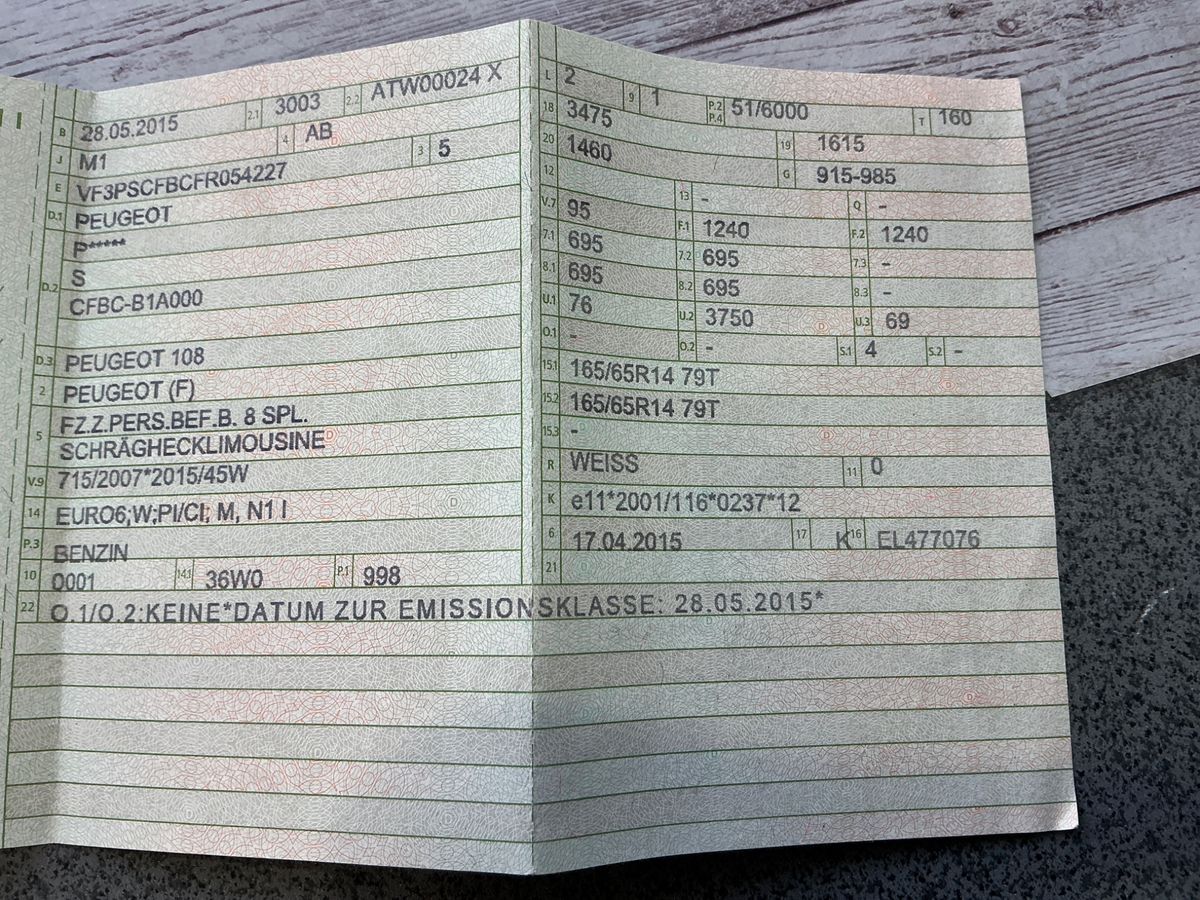 I
B 28.05.2015 2.1 3003 2.2 ATW00024 X
J M1 4 AB
E VF3PSCFBCFR054227 3 5
D.1 PEUGEOT
P*****
D.2 S
CFBC-B1A000
D.3 PEUGEOT 108
2 PEUGEOT (F)
5 FZ.Z.PERS.BEF.B. 8 SPL.
SCHRÄGHECKLIMOUSINE
V.9 715/2007*2015/45W
14 EURO6;W;PI/CI; M, N1 I
P.3 BENZIN
10 0001 14.1 36W0 P.1 998
L 2 9 1 P.2 P.4 51/6000 T 160
18 3475 19 1615
20 1460 G 915-985
12 13 - Q -
V.7 95 F.1 1240 F.2 1240
7.1 695 7.2 695 7.3 -
8.1 695 8.2 695 8.3 -
U.1 76 U.2 3750 U.3 69
O.1 - O.2 - S.1 4 S.2 -
15.1 165/65R14 79T
15.2 165/65R14 79T
15.3 -
R WEISS 11 0
K e11*2001/116*0237*12
6 17.04.2015 17 K 16 EL477076
21
22 O.1/O.2:KEINE*DATUM ZUR EMISSIONSKLASSE: 28.05.2015*